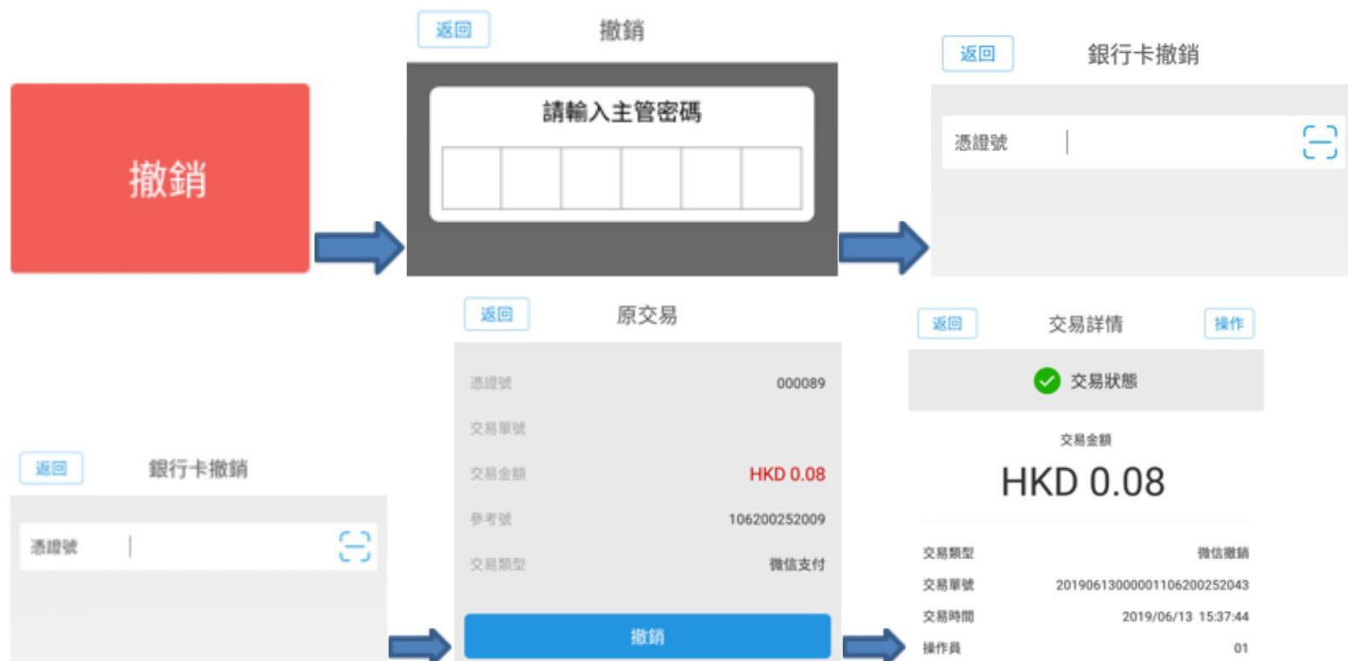 撤銷
返回 撤銷
請輸入主管密碼
返回 銀行卡撤銷
憑證號
返回 銀行卡撤銷
憑證號
返回 原交易
憑證號 000089
交易單號
交易金額 HKD 0.08
參考號 106200252009
交易類型 微信支付
撤銷
返回 交易詳情 操作
交易狀態
交易金額
HKD 0.08
交易類型 微信撤銷
交易單號 20190613000001106200252043
交易時間 2019/06/13 15:37:44
操作員 01